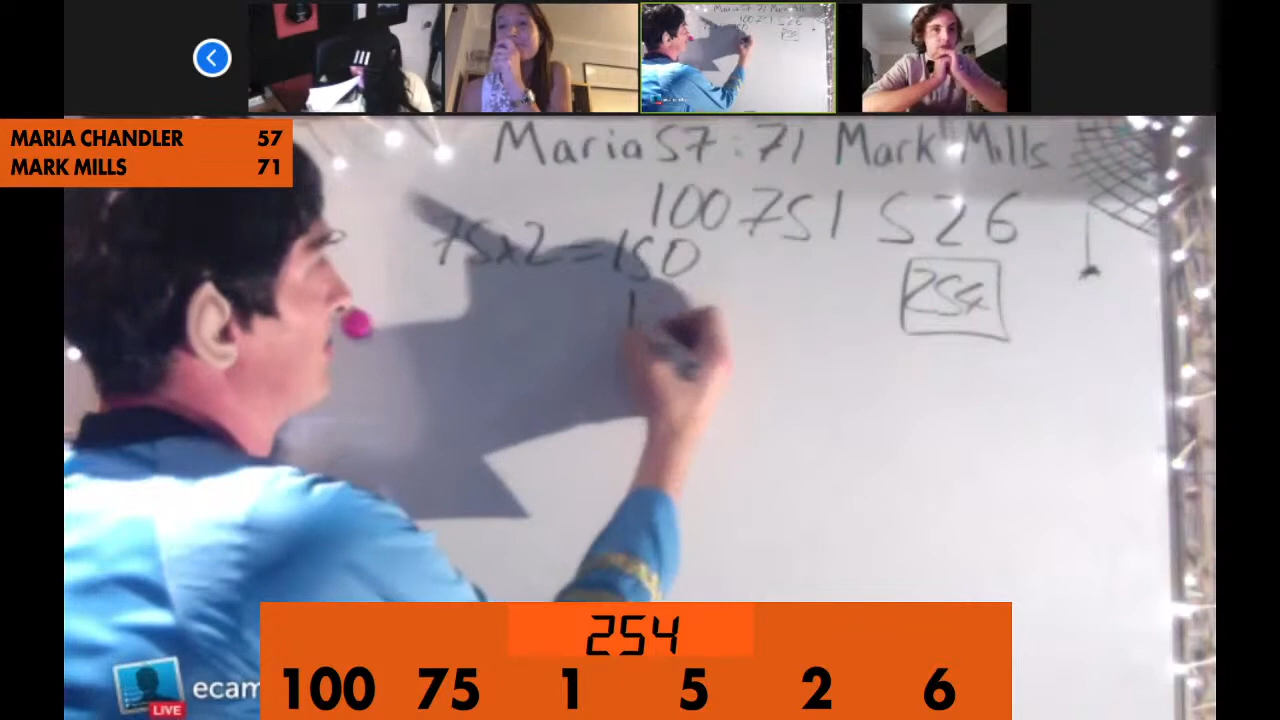 MARIA CHANDLER 57
MARK MILLS 71
Maria 57 : 71 Mark Mills
100 75 1 5 2 6
75x2=150
254
254
100 75 1 5 2 6
ecam
LIVE